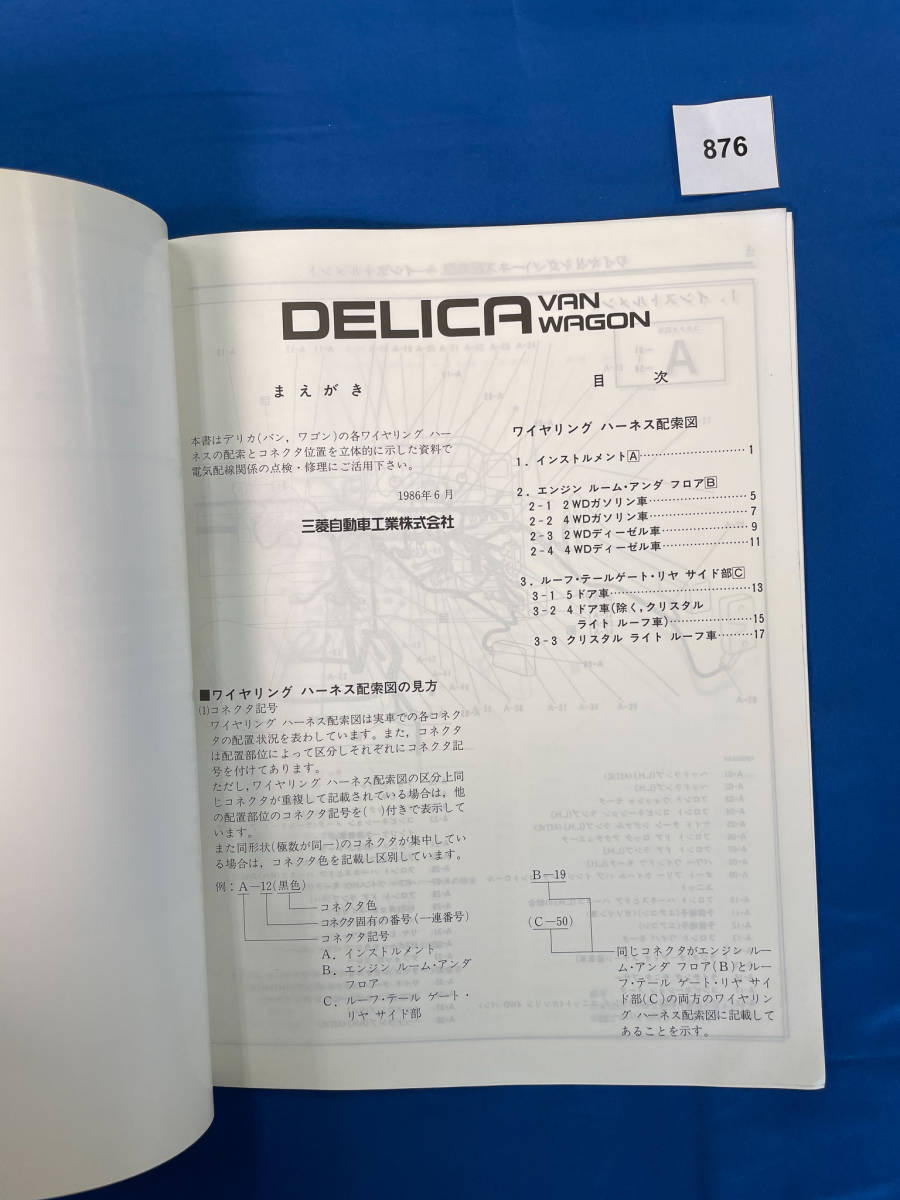 876
DELICA VAN WAGON
まえがき
本書はデリカ(バン, ワゴン)の各ワイヤリング ハー
ネスの配索とコネクタ位置を立体的に示した資料で
電気配線関係の点検・修理にご活用下さい。
1986年6月
三菱自動車工業株式会社
目 次
ワイヤリング ハーネス配索図
1. インストルメントA…………………………1
2. エンジン ルーム・アンダ フロアB
2-1 2WDガソリン車…………………………5
2-2 4WDガソリン車…………………………7
2-3 2WDディーゼル車………………………9
2-4 4WDディーゼル車………………………11
3. ルーフ・テールゲート・リヤ サイド部C
3-1 5ドア車……………………………………13
3-2 4ドア車(除く,クリスタル
ライト ルーフ車)………………………15
3-3 クリスタル ライト ルーフ車………17
■ワイヤリング ハーネス配索図の見方
(1)コネクタ記号
ワイヤリング ハーネス配索図は実車での各コネク
タの配置状況を表わしています。また, コネクタ
は配置部位によって区分しそれぞれにコネクタ記
号を付けてあります。
ただし,ワイヤリング ハーネス配索図の区分上同
じコネクタが重複して記載されている場合は, 他
の配置部位のコネクタ記号を( )付きで表示して
います。
また同形状(極数が同一)のコネクタが集中してい
る場合は, コネクタ色を記載し区別しています。
例:A-12(黒色)
コネクタ色
コネクタ固有の番号(一連番号)
コネクタ記号
A. インストルメント
B. エンジン ルーム・アンダ
フロア
C. ルーフ・テール ゲート・
リヤ サイド部
B-19
(C-50)
同じコネクタがエンジン ルー
ム・アンダ フロア(B)とルー
フ・テール ゲート・リヤ サイ
ド部(C)の両方のワイヤリン
グ ハーネス配索図に記載して
あることを示す。